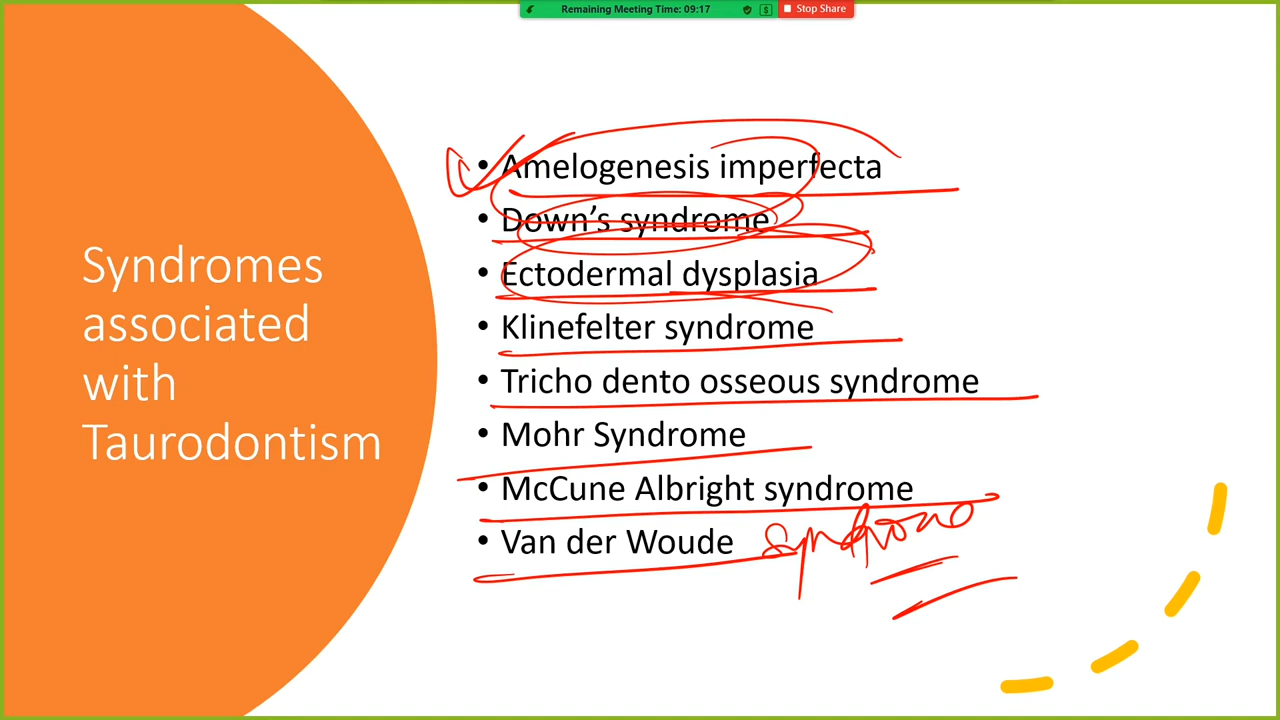 Remaining Meeting Time: 09:17
Stop Share
Syndromes
associated
with
Taurodontism
• Amelogenesis imperfecta
• Down's syndrome
• Ectodermal dysplasia
• Klinefelter syndrome
• Tricho dento osseous syndrome
• Mohr Syndrome
• McCune Albright syndrome
• Van der Woude syndrome